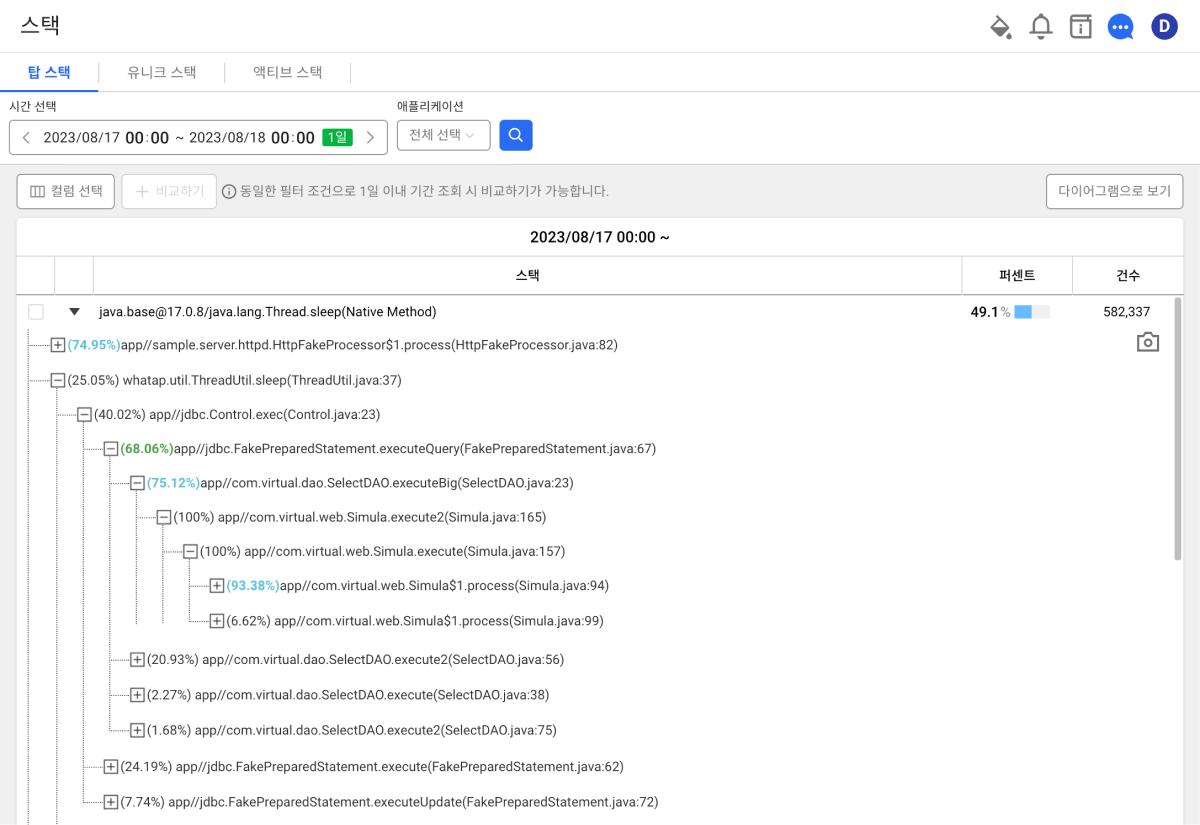 스택
D
탑 스택 유니크 스택 액티브 스택
시간 선택 애플리케이션
2023/08/17 00:00 ~ 2023/08/18 00:00 1일 전체 선택
컬럼 선택 비교하기 동일한 필터 조건으로 1일 이내 기간 조회 시 비교하기가 가능합니다. 다이어그램으로 보기
2023/08/17 00:00 ~
스택 퍼센트 건수
java.base@17.0.8/java.lang.Thread.sleep(Native Method) 49.1% 582,337
(74.95%)app//sample.server.httpd.HttpFakeProcessor$1.process(HttpFakeProcessor.java:82)
(25.05%) whatap.util.ThreadUtil.sleep(ThreadUtil.java:37)
(40.02%) app//jdbc.Control.exec(Control.java:23)
(68.06%)app//jdbc.FakePreparedStatement.executeQuery(FakePreparedStatement.java:67)
(75.12%)app//com.virtual.dao.SelectDAO.executeBig(SelectDAO.java:23)
(100%) app//com.virtual.web.Simula.execute2(Simula.java:165)
(100%) app//com.virtual.web.Simula.execute(Simula.java:157)
(93.38%)app//com.virtual.web.Simula$1.process(Simula.java:94)
(6.62%) app//com.virtual.web.Simula$1.process(Simula.java:99)
(20.93%) app//com.virtual.dao.SelectDAO.execute2(SelectDAO.java:56)
(2.27%) app//com.virtual.dao.SelectDAO.execute(SelectDAO.java:38)
(1.68%) app//com.virtual.dao.SelectDAO.execute2(SelectDAO.java:75)
(24.19%) app//jdbc.FakePreparedStatement.execute(FakePreparedStatement.java:62)
(7.74%) app//jdbc.FakePreparedStatement.executeUpdate(FakePreparedStatement.java:72)